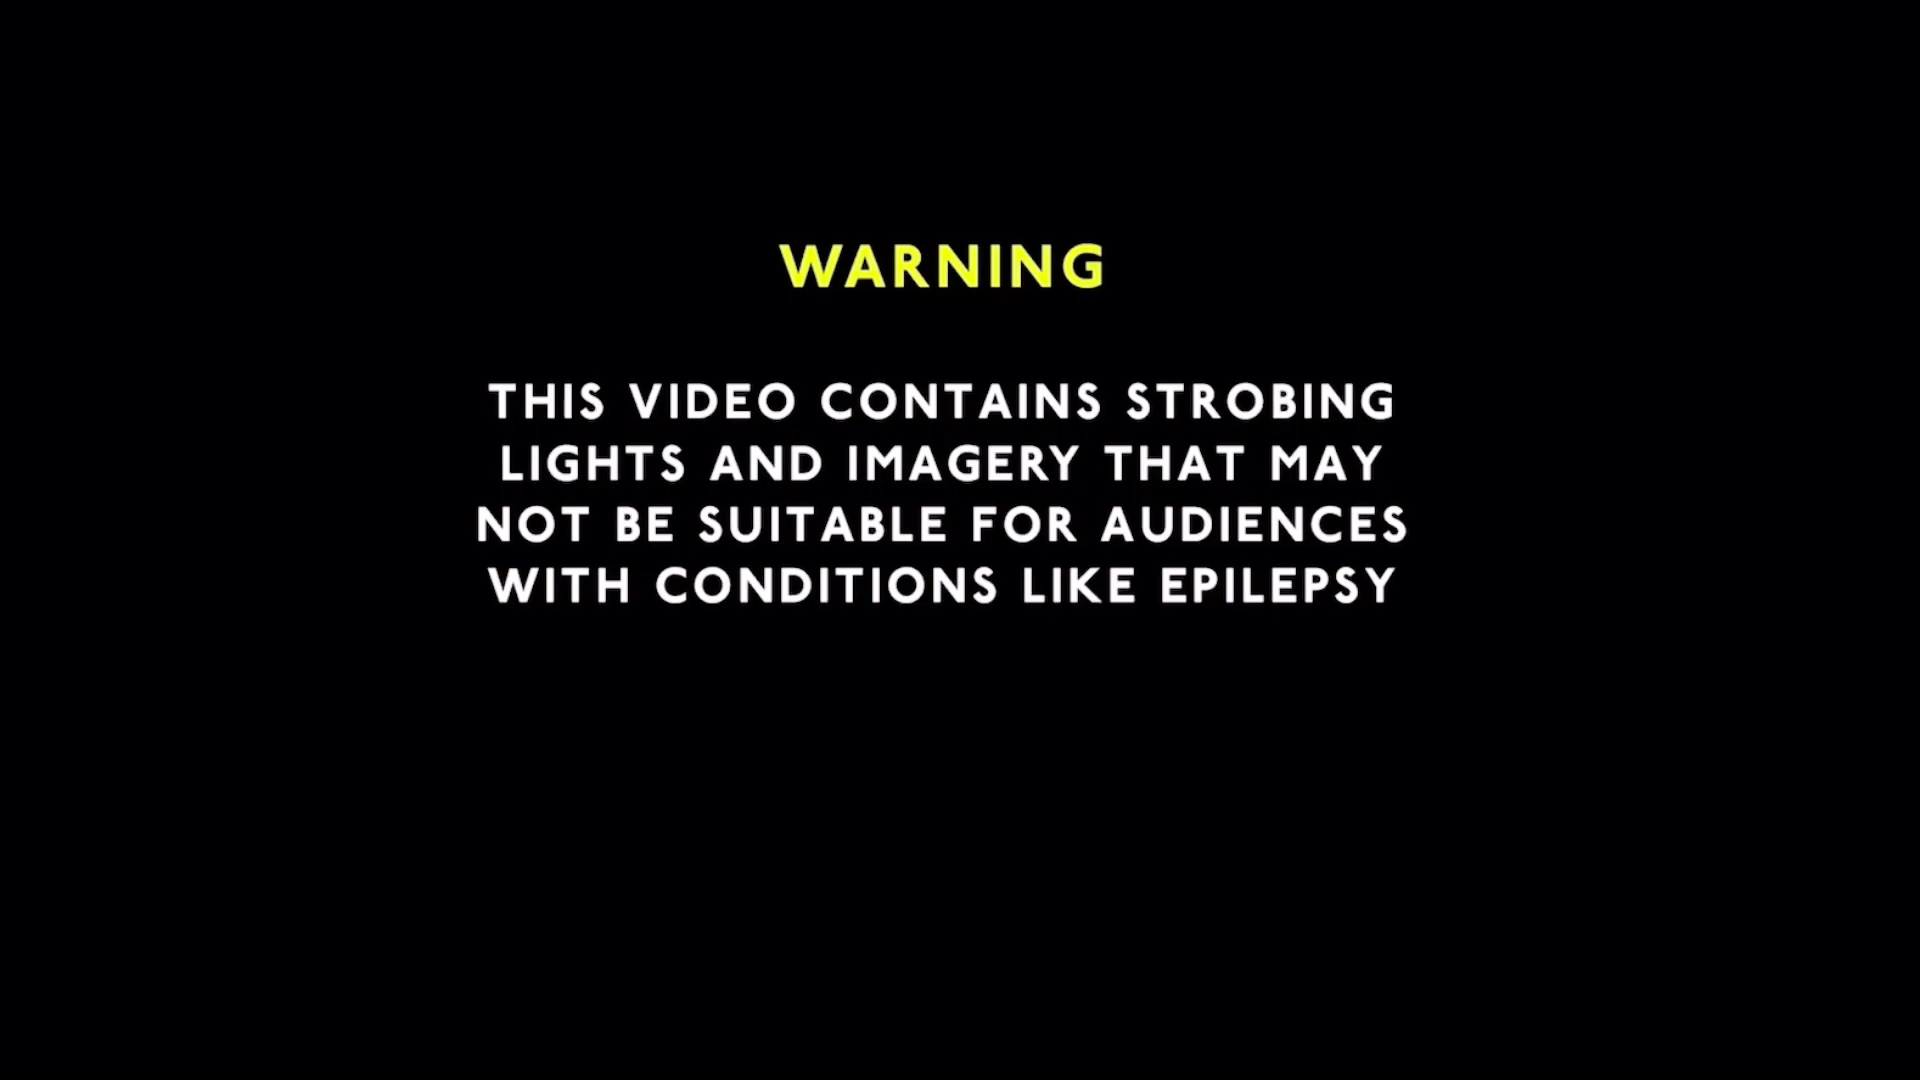 WARNING
THIS VIDEO CONTAINS STROBING
LIGHTS AND IMAGERY THAT MAY
NOT BE SUITABLE FOR AUDIENCES
WITH CONDITIONS LIKE EPILEPSY